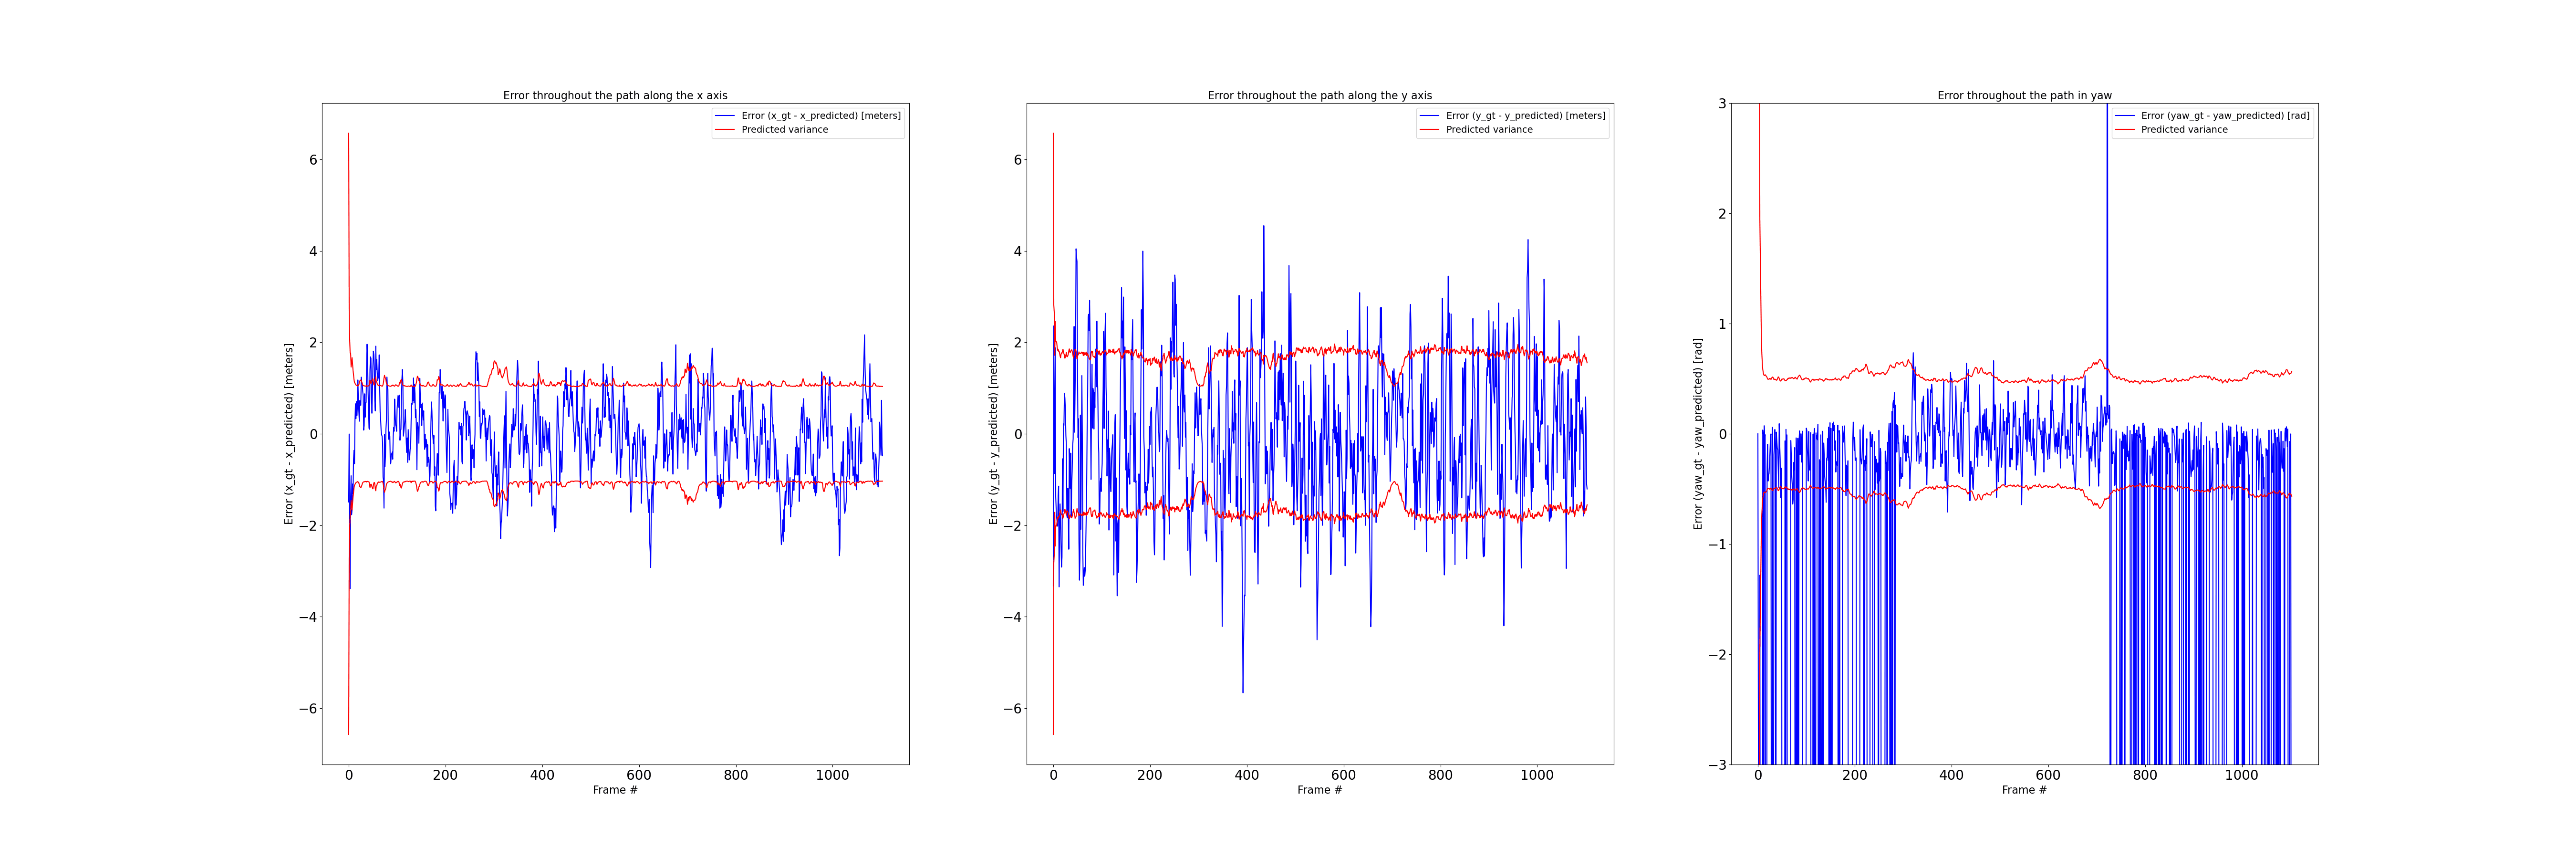 Error throughout the path along the x axis
Error (x_gt - x_predicted) [meters]
Predicted variance
6
4
2
0
−2
−4
−6
Error (x_gt - x_predicted) [meters]
0 200 400 600 800 1000
Frame #
Error throughout the path along the y axis
Error (y_gt - y_predicted) [meters]
Predicted variance
6
4
2
0
−2
−4
−6
Error (y_gt - y_predicted) [meters]
0 200 400 600 800 1000
Frame #
Error throughout the path in yaw
Error (yaw_gt - yaw_predicted) [rad]
Predicted variance
3
2
1
0
−1
−2
−3
Error (yaw_gt - yaw_predicted) [rad]
0 200 400 600 800 1000
Frame #